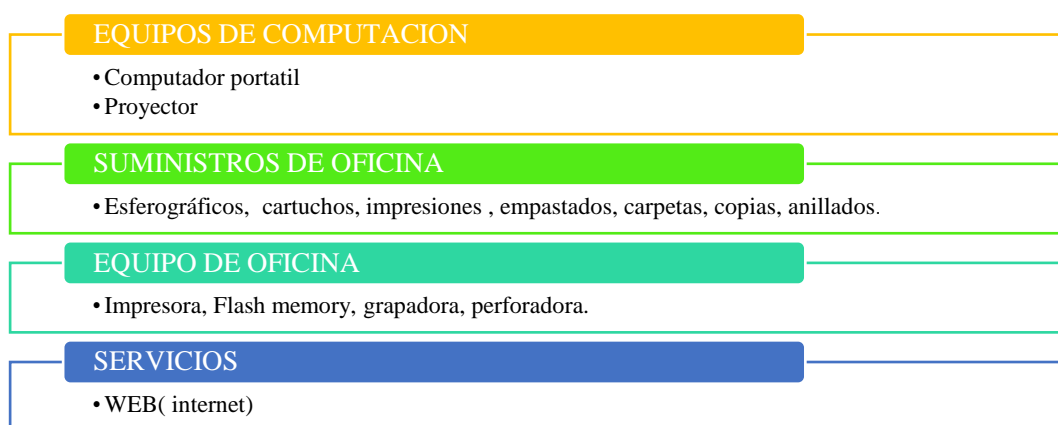 EQUIPOS DE COMPUTACION
• Computador portatil
• Proyector
SUMINISTROS DE OFICINA
• Esferográficos, cartuchos, impresiones , empastados, carpetas, copias, anillados.
EQUIPO DE OFICINA
• Impresora, Flash memory, grapadora, perforadora.
SERVICIOS
• WEB( internet)